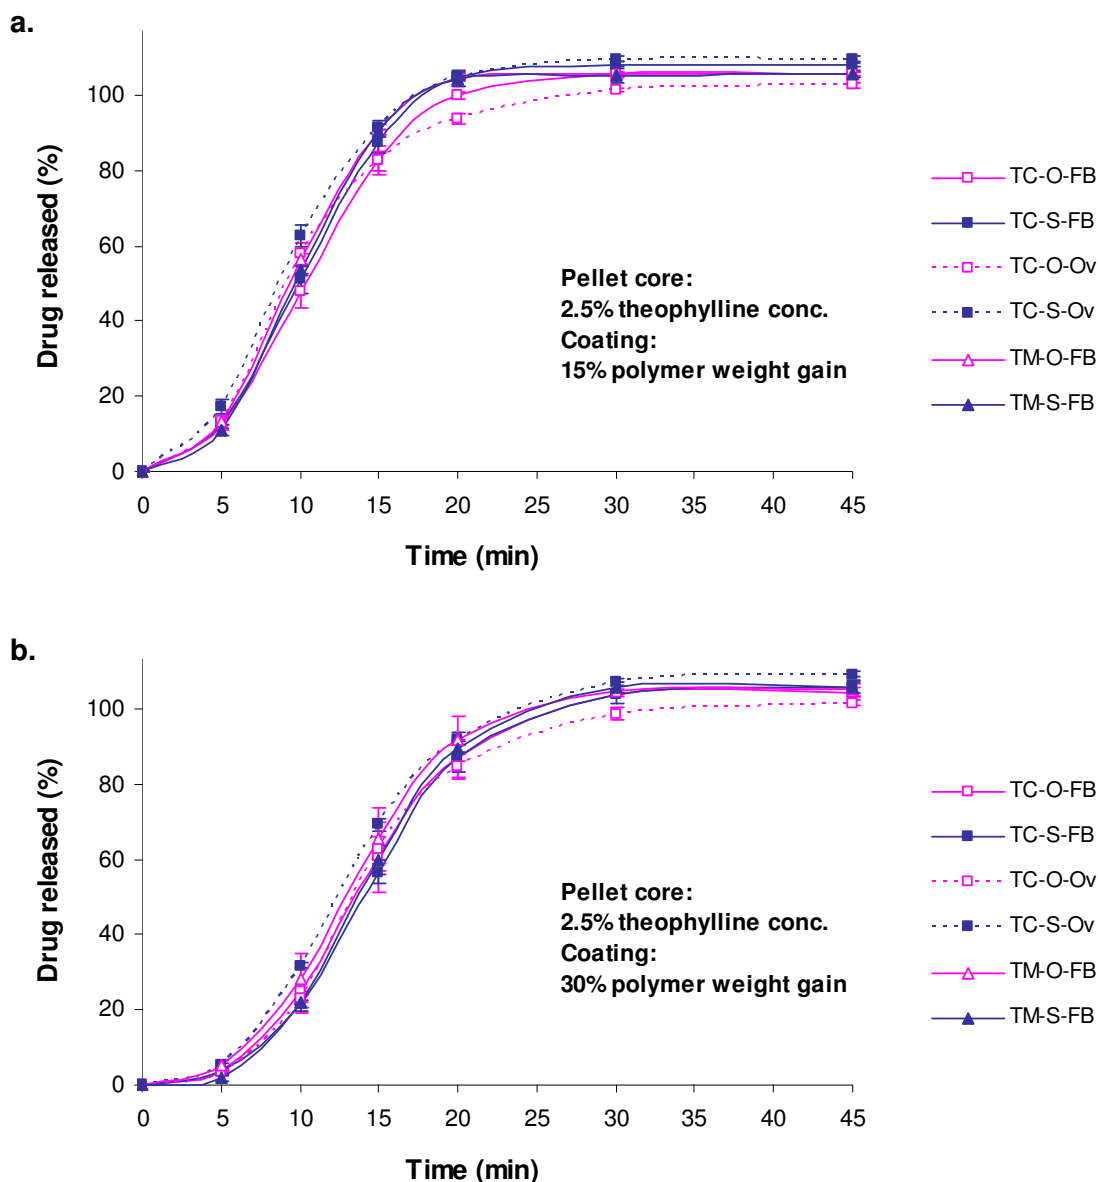 a.
Drug released (%)
100
80
60
40
20
0
0 5 10 15 20 25 30 35 40 45
Time (min)
Pellet core:
2.5% theophylline conc.
Coating:
15% polymer weight gain
TC-O-FB
TC-S-FB
TC-O-Ov
TC-S-Ov
TM-O-FB
TM-S-FB
b.
Drug released (%)
100
80
60
40
20
0
0 5 10 15 20 25 30 35 40 45
Time (min)
Pellet core:
2.5% theophylline conc.
Coating:
30% polymer weight gain
TC-O-FB
TC-S-FB
TC-O-Ov
TC-S-Ov
TM-O-FB
TM-S-FB